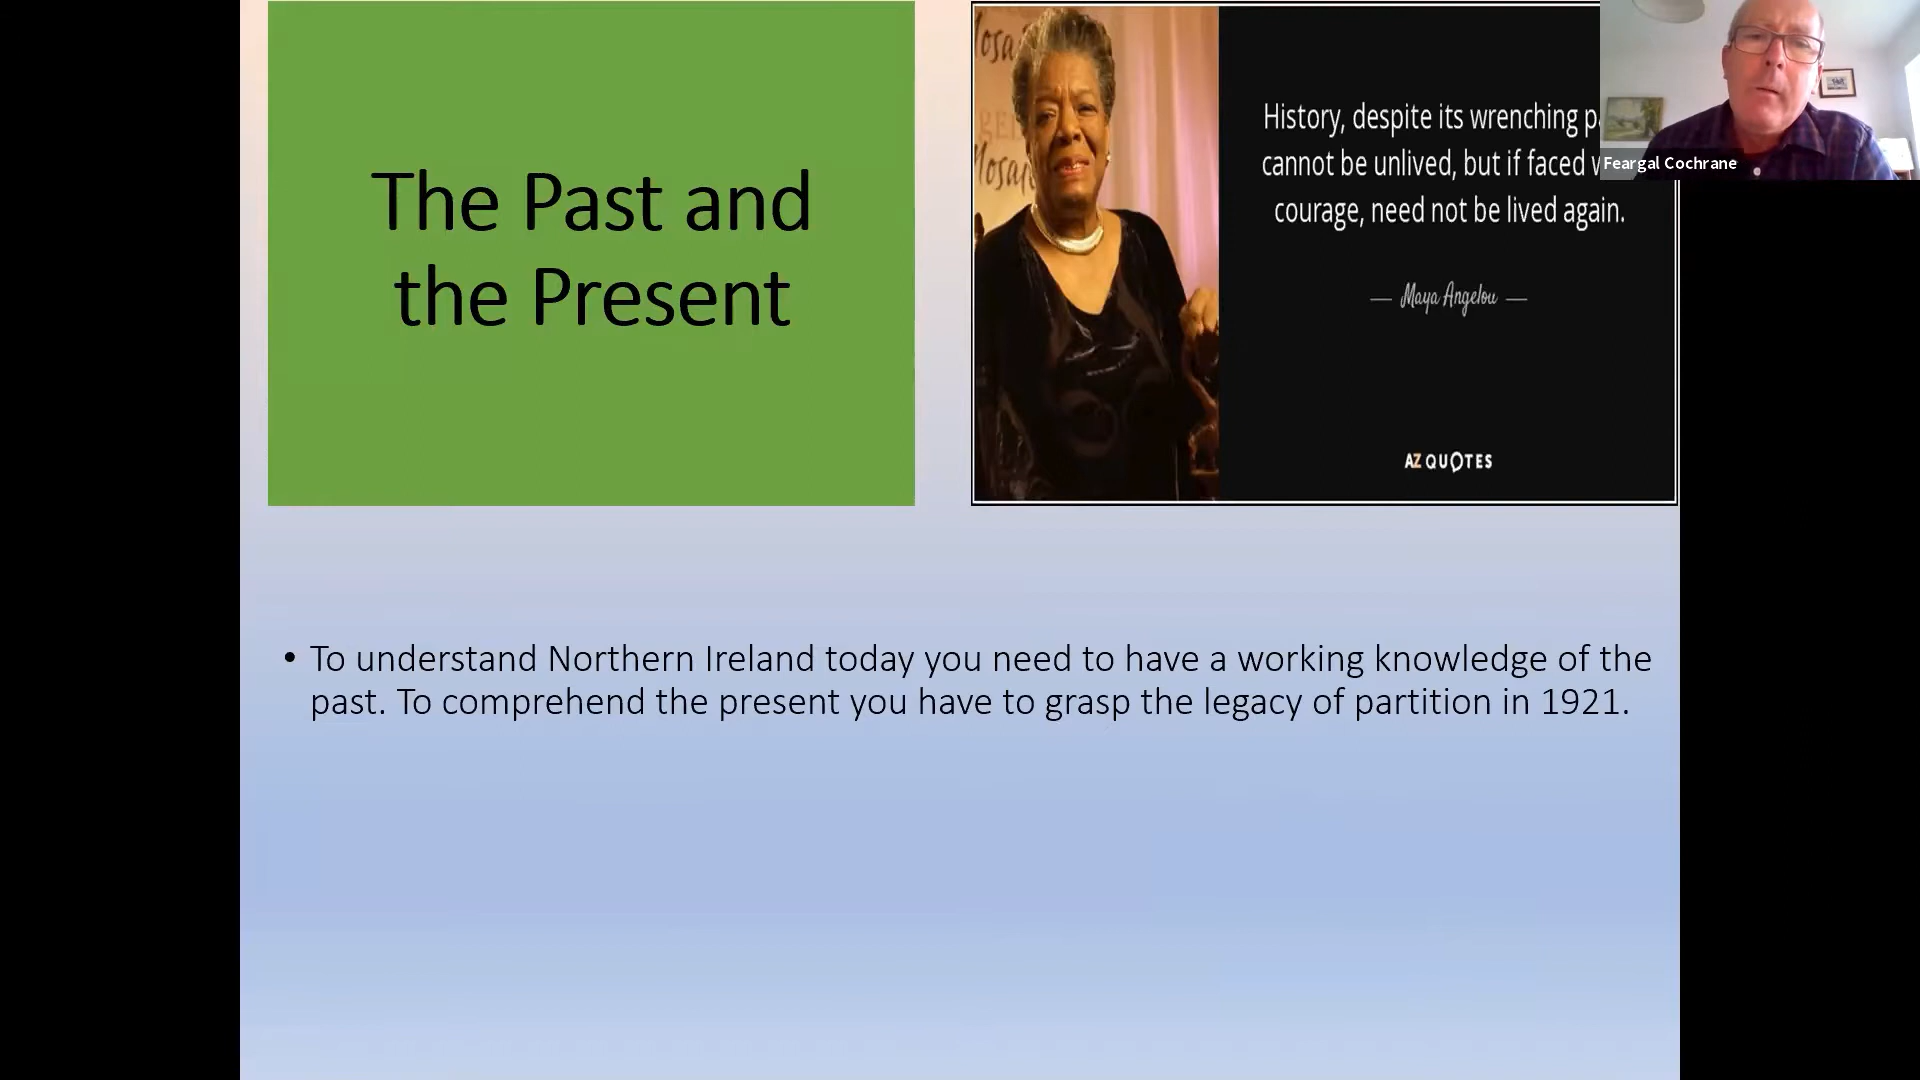 The Past and
the Present
History, despite its wrenching
cannot be unlived, but if faced
courage, need not be lived again.
— Maya Angelou —
AZ QUOTES
Feargal Cochrane
• To understand Northern Ireland today you need to have a working knowledge of the
past. To comprehend the present you have to grasp the legacy of partition in 1921.